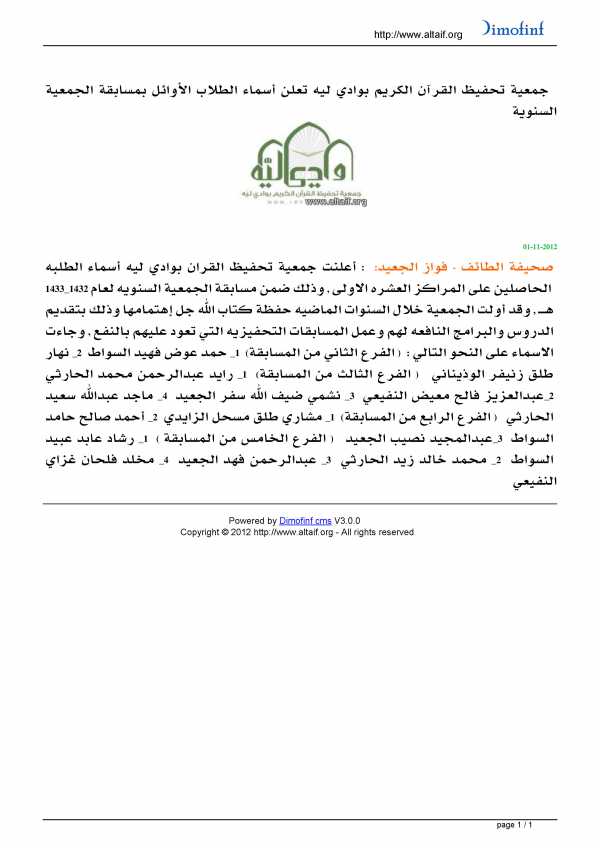 http://www.altaif.org
Dimofinf
جمعية تحفيظ القرآن الكريم بوادي ليه تعلن أسماء الطلاب الأوائل بمسابقة الجمعية
السنوية
وادي ليّه
جمعية تحفيظ القرآن الكريم بوادي ليه
www.altaif.org
01-11-2012
صحيفة الطائف - فواز الجعيد: : أعلنت جمعية تحفيظ القران بوادي ليه أسماء الطلبه
الحاصلين على المراكز العشره الاولى , وذلك ضمن مسابقة الجمعية السنويه لعام 1432_1433
هــ , وقد أولت الجمعية خلال السنوات الماضيه حفظة كتاب الله جل إهتمامها وذلك بتقديم
الدروس والبرامج النافعه لهم وعمل المسابقات التحفيزيه التي تعود عليهم بالنفع , وجاءت
الاسماء على النحو التالي : ( الفرع الثاني من المسابقة) 1_ حمد عوض فهيد السواط 2_ نهار
طلق زنيفر الوذيناني ( الفرع الثالث من المسابقة) 1_ رايد عبدالرحمن محمد الحارثي
2_عبدالعزيز فالح معيض النفيعي 3_ نشمي ضيف الله سفر الجعيد 4_ ماجد عبدالله سعيد
الحارثي ( الفرع الرابع من المسابقة) 1_ مشاري طلق مسحل الزايدي 2_ أحمد صالح حامد
السواط 3_عبدالمجيد نصيب الجعيد ( الفرع الخامس من المسابقة ) 1_ رشاد عابد عبيد
السواط 2_ محمد خالد زيد الحارثي 3_ عبدالرحمن فهد الجعيد 4_ مخلد فلحان غزاي
النفيعي
Powered by Dimofinf cms V3.0.0
Copyright © 2012 http://www.altaif.org - All rights reserved
page 1 / 1